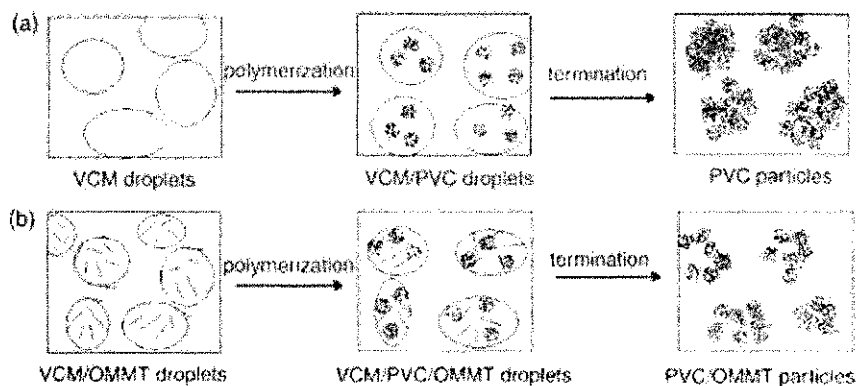 (a)
polymerization
termination
VCM droplets
VCM/PVC droplets
PVC particles
(b)
polymerization
termination
VCM/OMMT droplets
VCM/PVC/OMMT droplets
PVC/OMMT particles